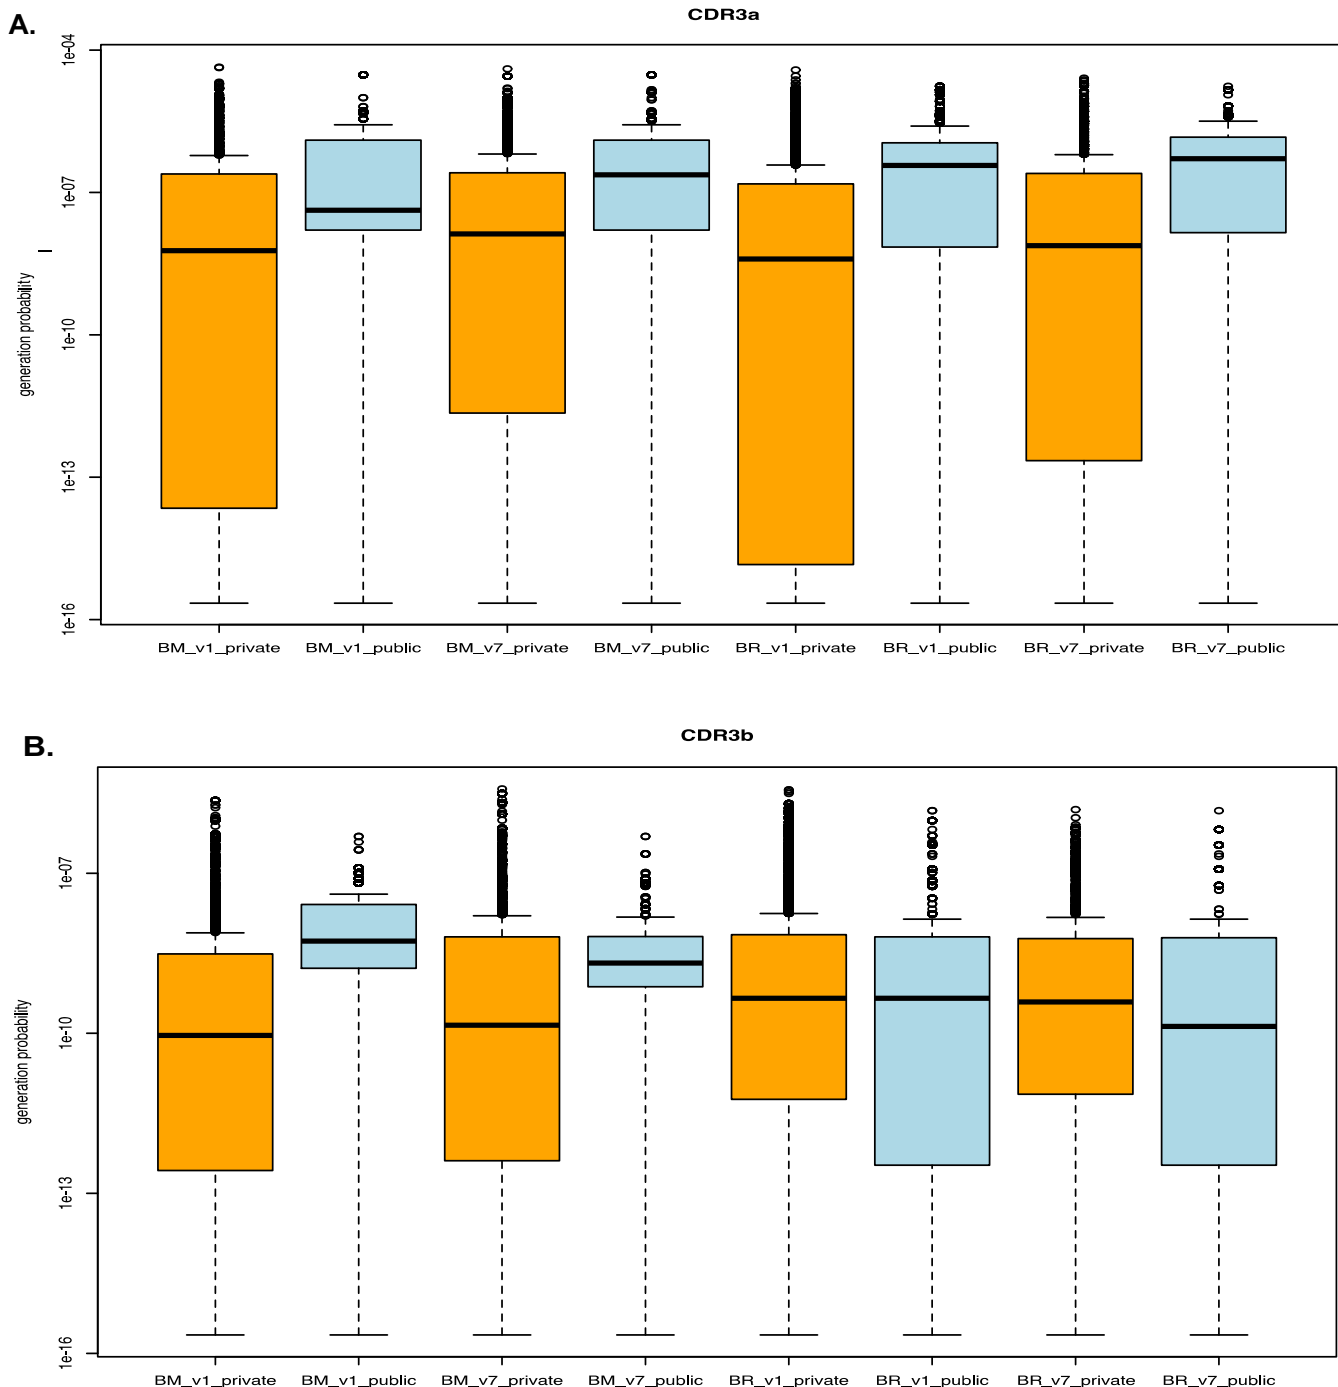 A.
CDR3a
generation probability
1e-04
1e-07
1e-10
1e-13
1e-16
BM_v1_private BM_v1_public BM_v7_private BM_v7_public BR_v1_private BR_v1_public BR_v7_private BR_v7_public
B.
CDR3b
generation probability
1e-07
1e-10
1e-13
1e-16
BM_v1_private BM_v1_public BM_v7_private BM_v7_public BR_v1_private BR_v1_public BR_v7_private BR_v7_public